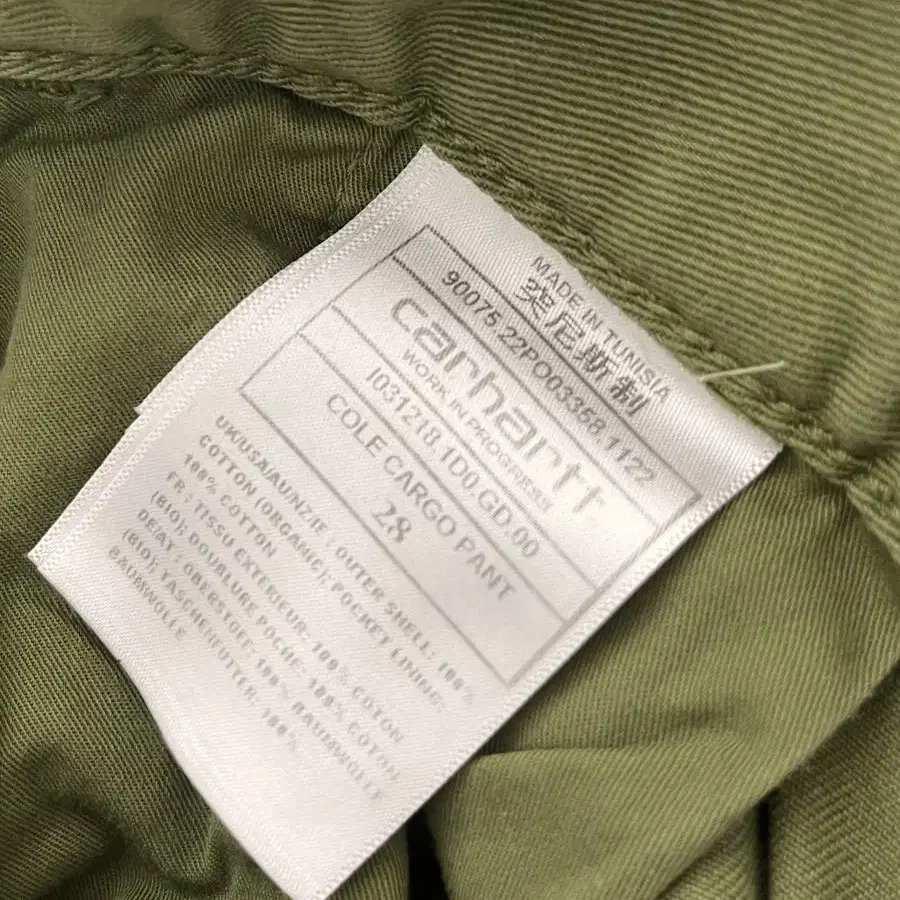 MADE IN TUNISIA
突尼斯制
90075.22PO03358.1122
carhartt
WORK IN PROGRESS
I031218.1D0.GD.00
COLE CARGO PANT
28
UK/USA/AU/NZ/IE : OUTER SHELL: 100%
COTTON (ORGANIC); POCKET LINING:
100% COTTON
FR : TISSU EXTERIEUR: 100% COTON
(BIO); DOUBLURE POCHE: 100% COTON
DE/AT: OBERSTOFF: 100% BAUMWOLLE
(BIO); TASCHENFUTTER: 100%
BAUMWOLLE